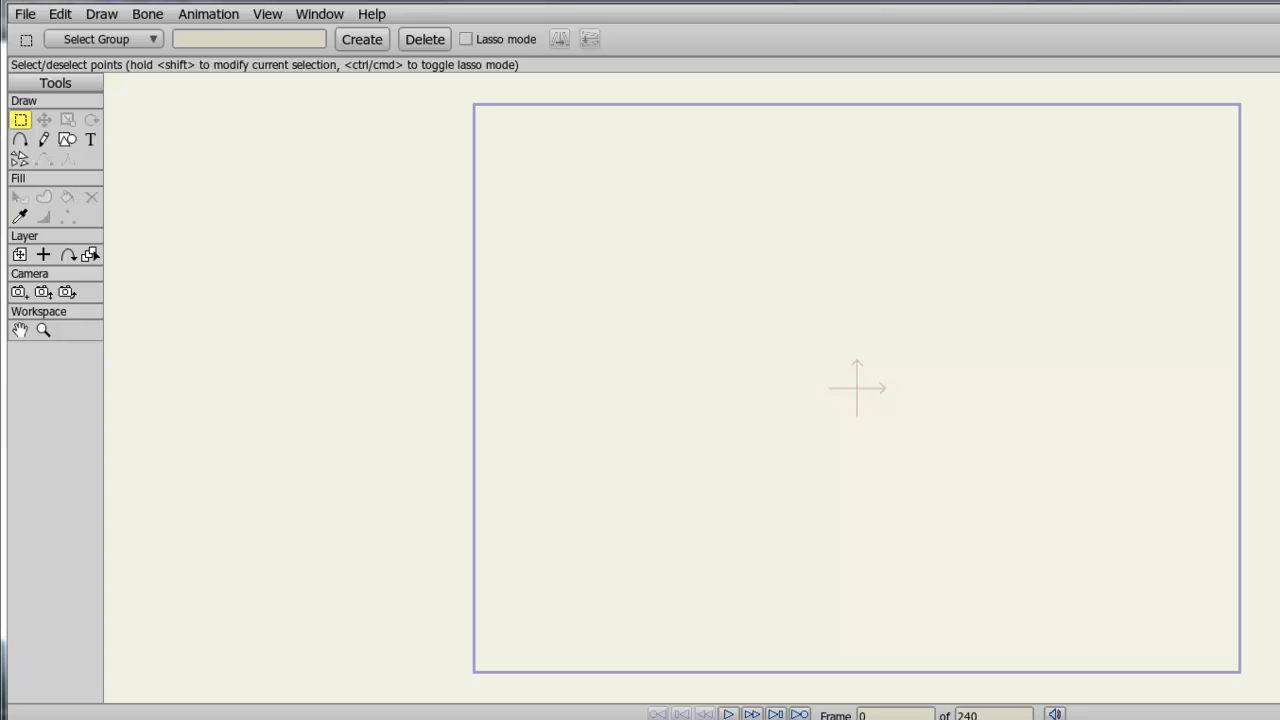 File Edit Draw Bone Animation View Window Help
Select Group Create Delete Lasso mode
Select/deselect points (hold <shift> to modify current selection, <ctrl/cmd> to toggle lasso mode)
Tools
Draw
T
Fill
Layer
Camera
Workspace
Frame 0 of 240